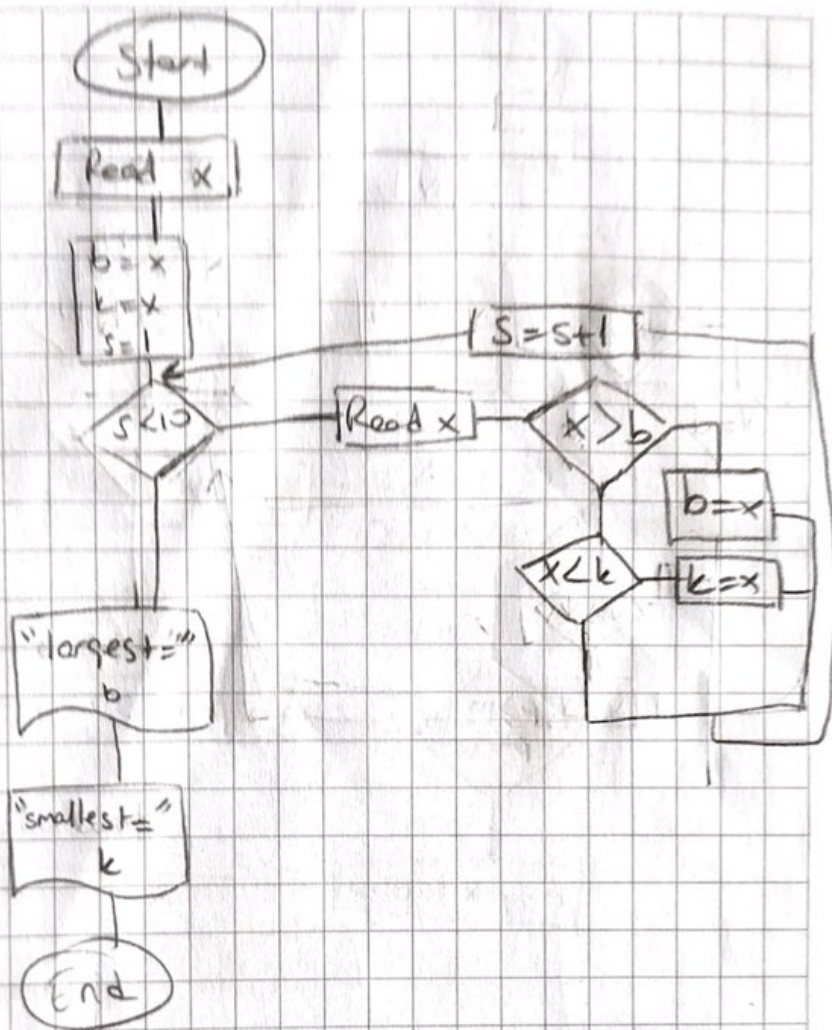 Start
Read x
b = x
k = x
s = 1
s < 10
S = s+1
Read x
x > b
b = x
x < k
k = x
"largest="
b
"smallest="
k
End